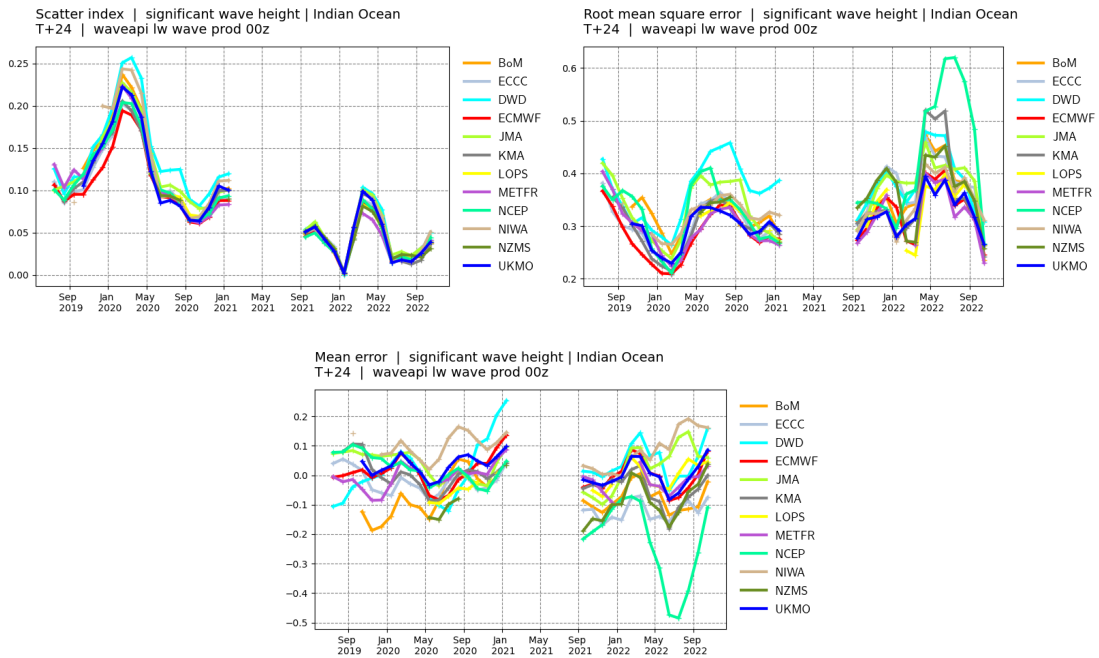 Scatter index | significant wave height | Indian Ocean
T+24 | waveapi lw wave prod 00z
0.25
0.20
0.15
0.10
0.05
0.00
Sep 2019
Jan 2020
May 2020
Sep 2020
Jan 2021
May 2021
Sep 2021
Jan 2022
May 2022
Sep 2022
BoM
ECCC
DWD
ECMWF
JMA
KMA
LOPS
METFR
NCEP
NIWA
NZMS
UKMO
Root mean square error | significant wave height | Indian Ocean
T+24 | waveapi lw wave prod 00z
0.6
0.5
0.4
0.3
0.2
Sep 2019
Jan 2020
May 2020
Sep 2020
Jan 2021
May 2021
Sep 2021
Jan 2022
May 2022
Sep 2022
BoM
ECCC
DWD
ECMWF
JMA
KMA
LOPS
METFR
NCEP
NIWA
NZMS
UKMO
Mean error | significant wave height | Indian Ocean
T+24 | waveapi lw wave prod 00z
0.2
0.1
0.0
−0.1
−0.2
−0.3
−0.4
−0.5
Sep 2019
Jan 2020
May 2020
Sep 2020
Jan 2021
May 2021
Sep 2021
Jan 2022
May 2022
Sep 2022
BoM
ECCC
DWD
ECMWF
JMA
KMA
LOPS
METFR
NCEP
NIWA
NZMS
UKMO